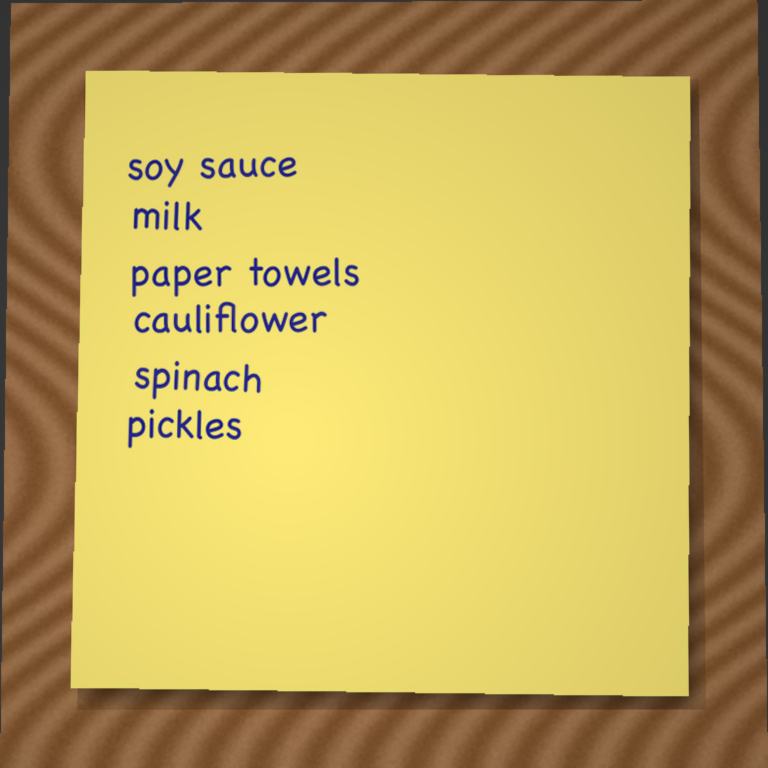 soy sauce
milk
paper towels
cauliflower
spinach
pickles